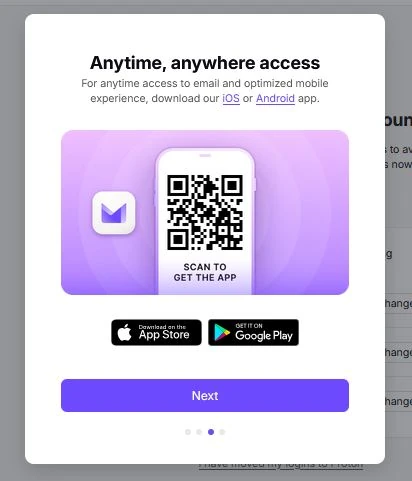 Anytime, anywhere access
For anytime access to email and optimized mobile
experience, download our iOS or Android app.
SCAN TO
GET THE APP
Download on the
App Store
GET IT ON
Google Play
Next
oun
s to av
s now
g
hange
hange
hange
I have moved my logins to Proton